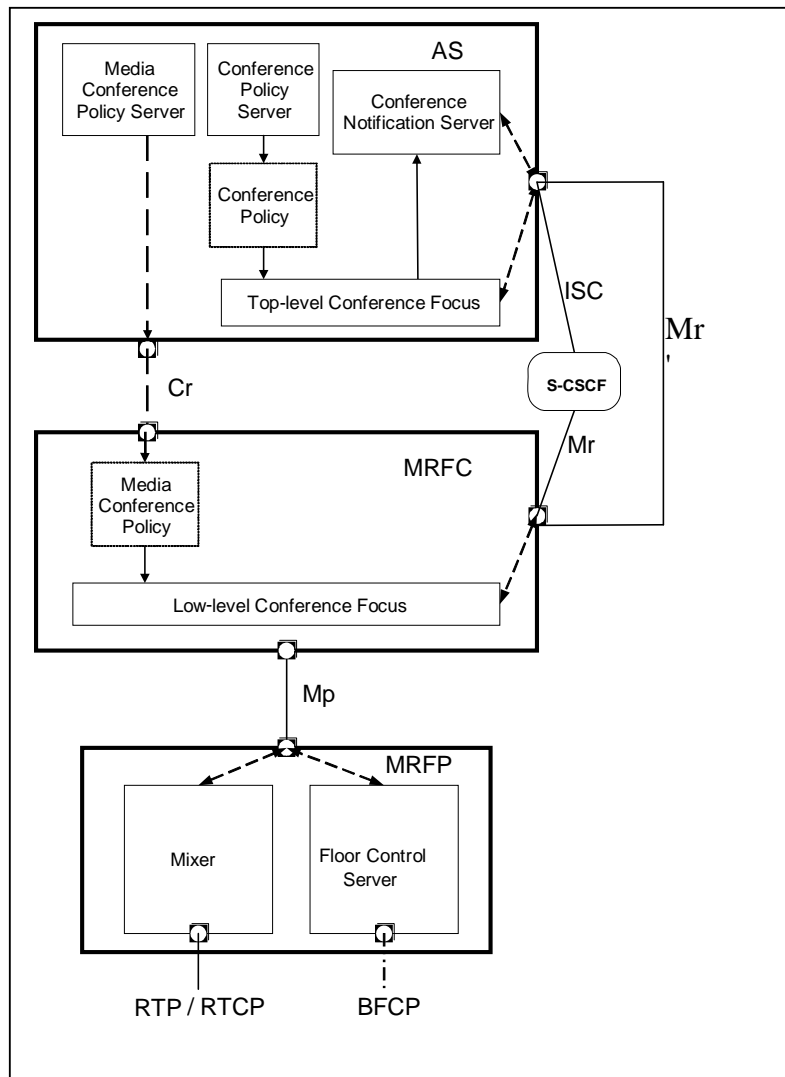 AS
Media
Conference
Policy Server
Conference
Policy
Server
Conference
Notification Server
Conference
Policy
Top-level Conference Focus
ISC
Mr
'
S-CSCF
Cr
Mr
MRFC
Media
Conference
Policy
Low-level Conference Focus
Mp
MRFP
Mixer
Floor Control
Server
RTP / RTCP
BFCP